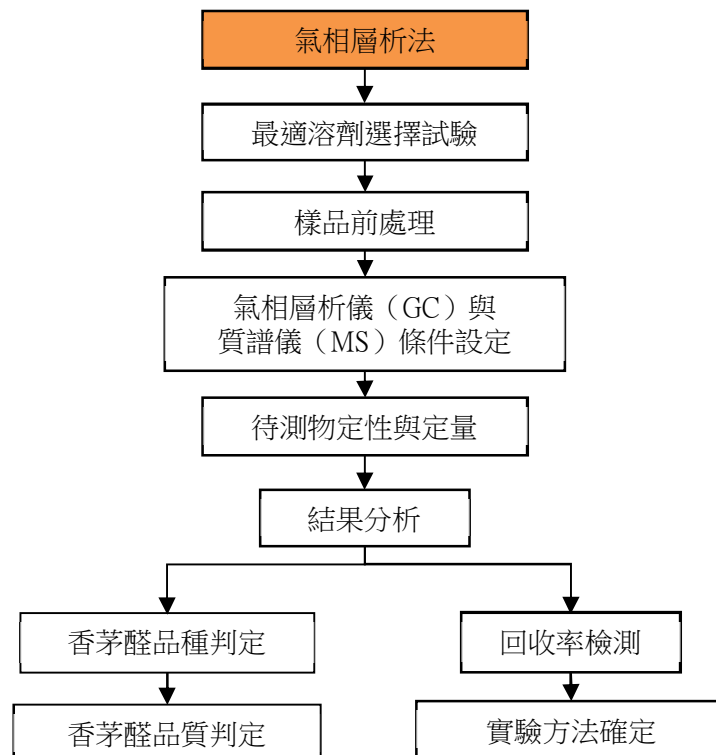 氣相層析法
最適溶劑選擇試驗
樣品前處理
氣相層析儀（GC）與
質譜儀（MS）條件設定
待測物定性與定量
結果分析
香茅醛品種判定
回收率檢測
香茅醛品質判定
實驗方法確定